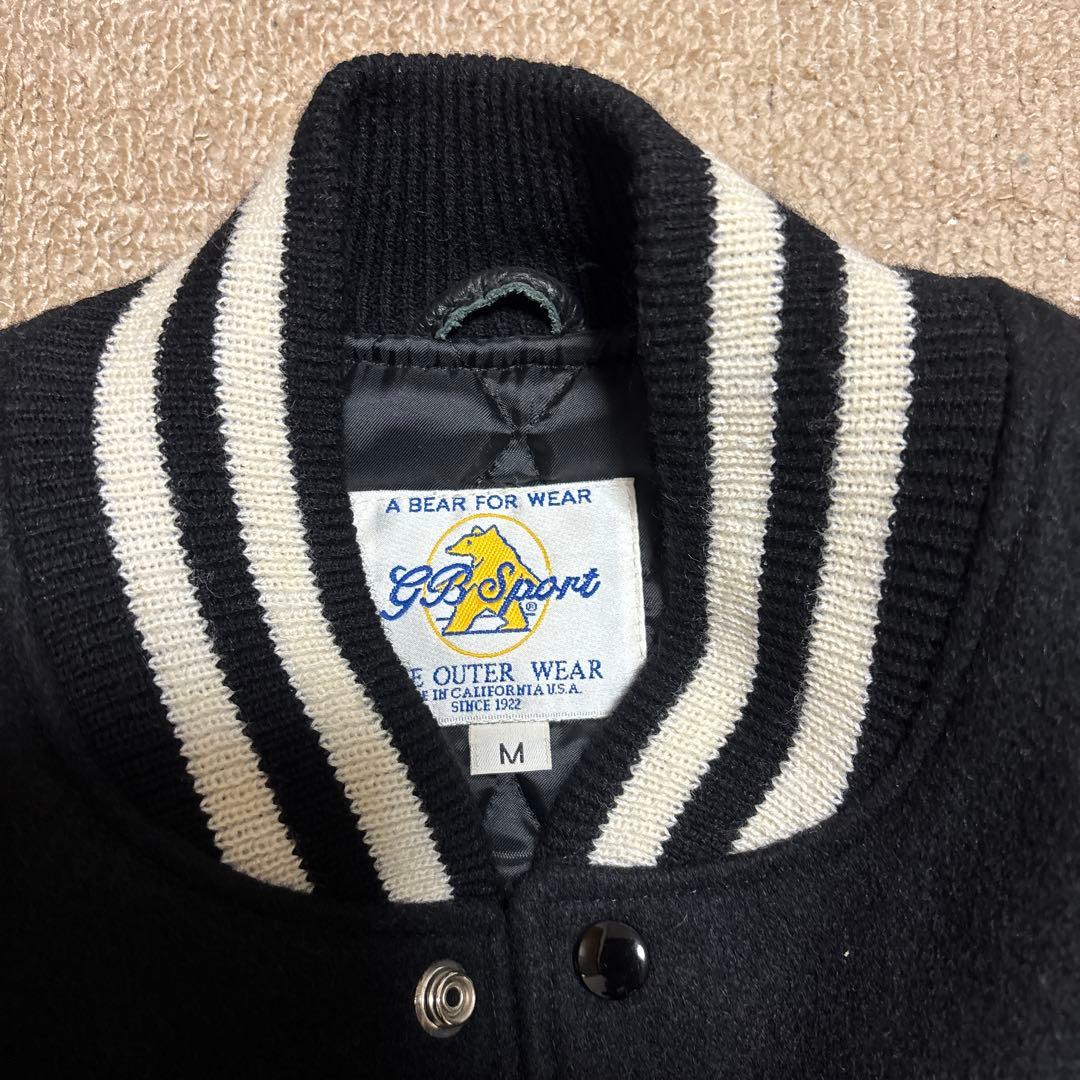 A BEAR FOR WEAR
GB Sport
®
OUTER WEAR
IN CALIFORNIA U.S.A.
SINCE 1922
M